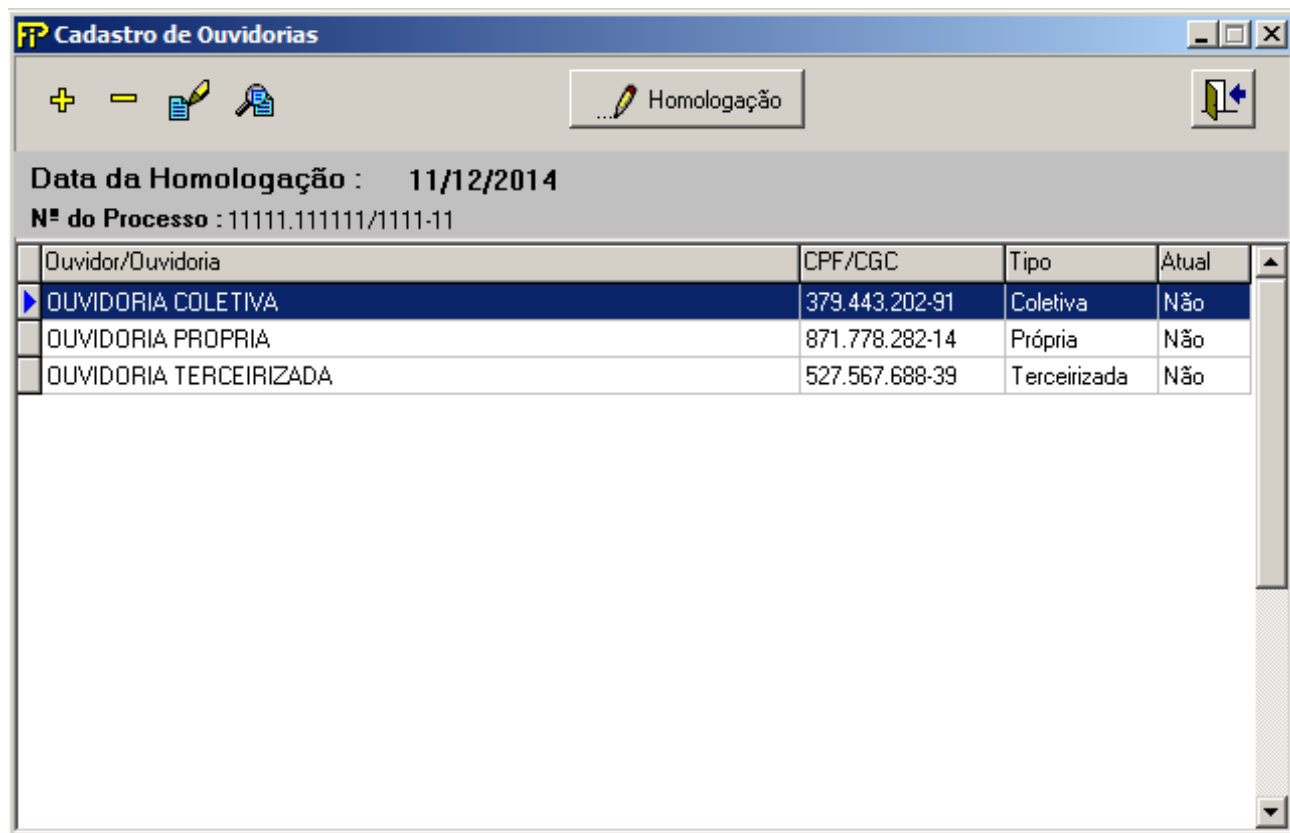 FIP Cadastro de Ouvidorias
... Homologação
Data da Homologação : 11/12/2014
Nº do Processo : 11111.111111/1111-11
Ouvidor/Ouvidoria CPF/CGC Tipo Atual
OUVIDORIA COLETIVA 379.443.202-91 Coletiva Não
OUVIDORIA PROPRIA 871.778.282-14 Própria Não
OUVIDORIA TERCEIRIZADA 527.567.688-39 Terceirizada Não